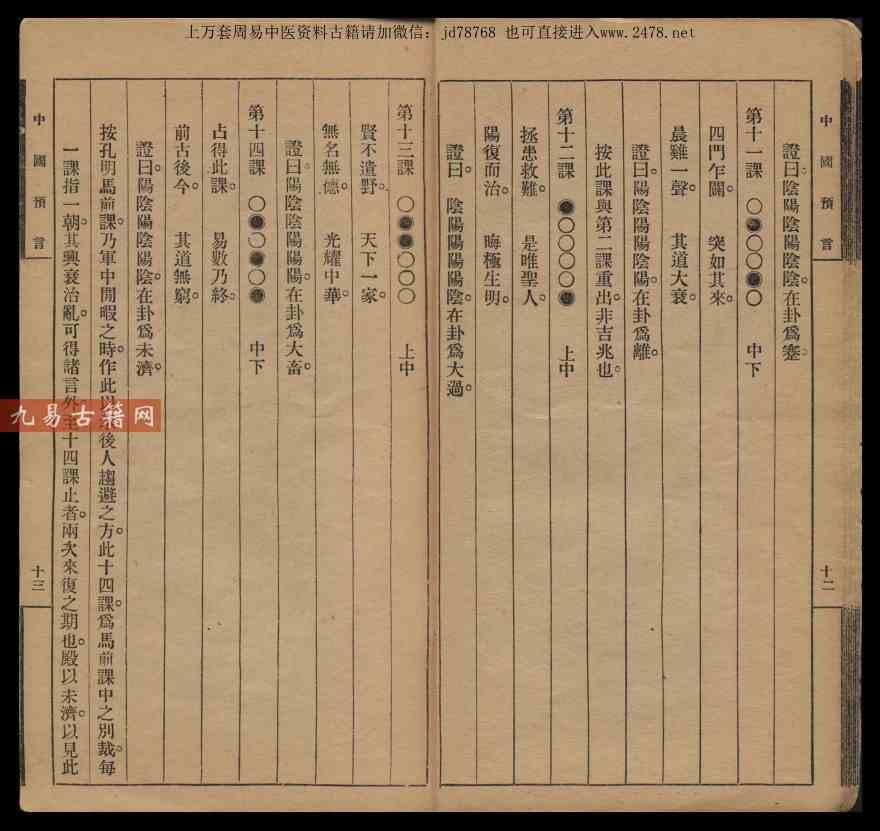 上万套周易中医资料古籍请加微信：jd78768 也可直接进入www.2478.net
中國預言
十二
證曰。陰陽陰陰。在卦爲蹇。
第十一課 ○●○○●○ 中下
四門乍闢。 突如其來。
晨雞一聲。 其道大衰。
證曰。陽陰陽陽陰陽。在卦爲離。
按此課與第二課重出。非吉兆也。
第十二課 ●○○○○● 上中
拯患救難。 是唯聖人。
陽復而治。 晦極生明。
證曰。 陰陽陽陽陽陰。在卦爲大過。
第十三課 ○●●○○○ 上中
賢不遺野。 天下一家。
無名無德。 光耀中華。
證曰。陽陰陰陽陽陽。在卦爲大畜。
第十四課 ○●○●○● 中下
占得此課。 易數乃終。
前古後今。 其道無窮。
證曰。陽陰陽陰陽陰。在卦爲未濟。
按孔明馬前課。乃軍中閒暇之時。作此以後人趨避之方。此十四課。爲馬前課中之別裁。每
一課指一朝。其興衰治亂。可得諸言外。至十四課止者。兩次來復之期也。殿以未濟。以見此
中國預言
十三
九易古籍网